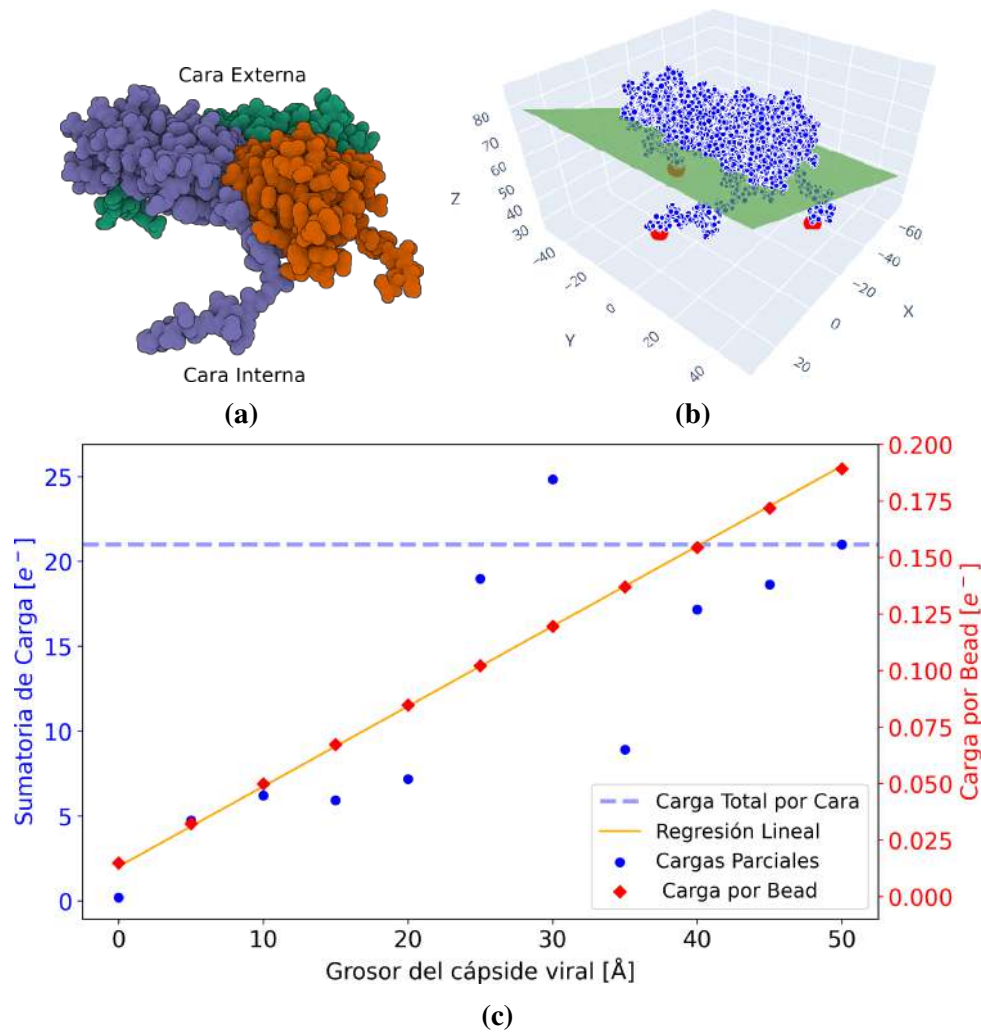 Cara Externa
Cara Interna
(a)
80
70
60
50
40
30
Z
−40
−20
0
20
40
Y
−60
−40
−20
0
20
X
(b)
Sumatoria de Carga [e⁻]
25
20
15
10
5
0
0.200
0.175
0.150
0.125
0.100
0.075
0.050
0.025
0.000
Carga por Bead [e⁻]
Carga Total por Cara
Regresión Lineal
Cargas Parciales
Carga por Bead
0 10 20 30 40 50
Grosor del cápside viral [Å]
(c)